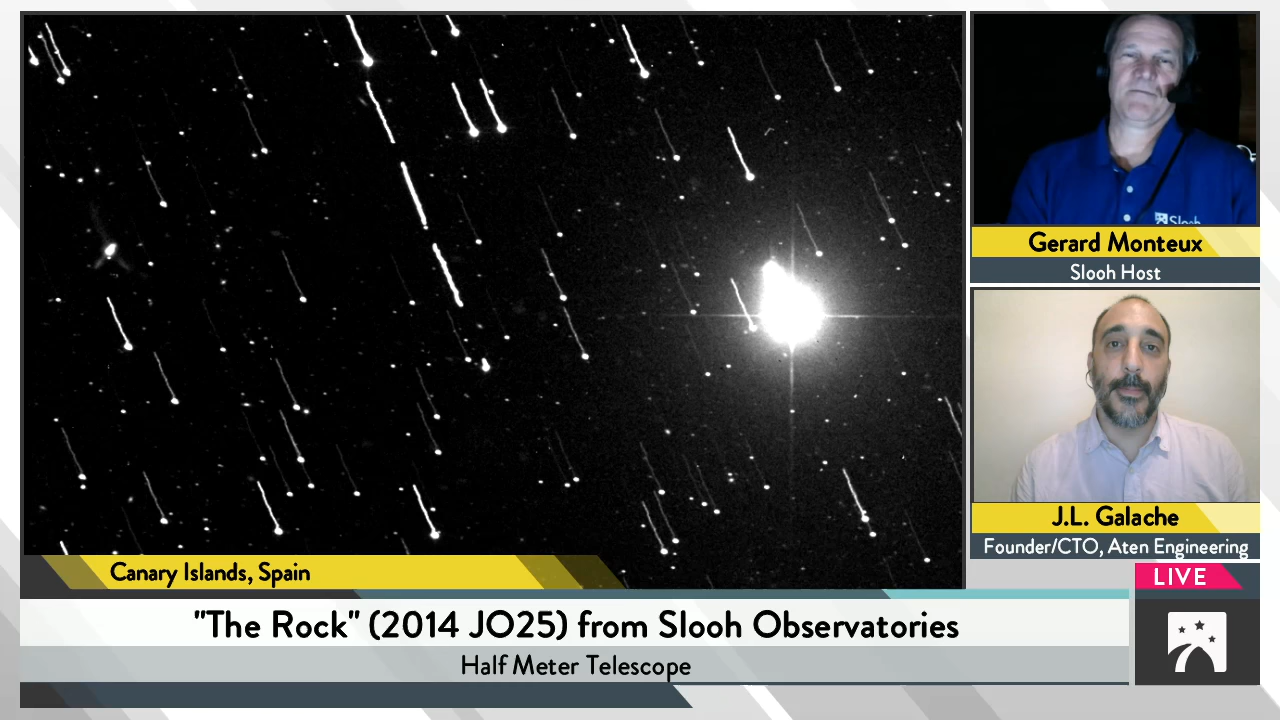 Slooh
Gerard Monteux
Slooh Host
J.L. Galache
Founder/CTO, Aten Engineering
Canary Islands, Spain
LIVE
"The Rock" (2014 JO25) from Slooh Observatories
Half Meter Telescope